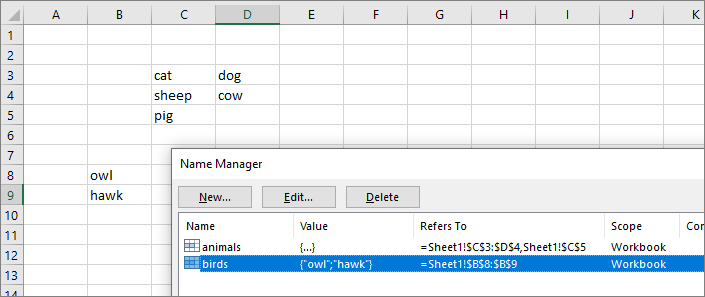 A B C D E F G H I J K
1
2
3 cat dog
4 sheep cow
5 pig
6
7
8 owl
9 hawk
10
11
12
13
14
Name Manager
New... Edit... Delete
Name Value Refers To Scope Con
animals {...} =Sheet1!$C$3:$D$4,Sheet1!$C$5 Workbook
birds {"owl";"hawk"} =Sheet1!$B$8:$B$9 Workbook